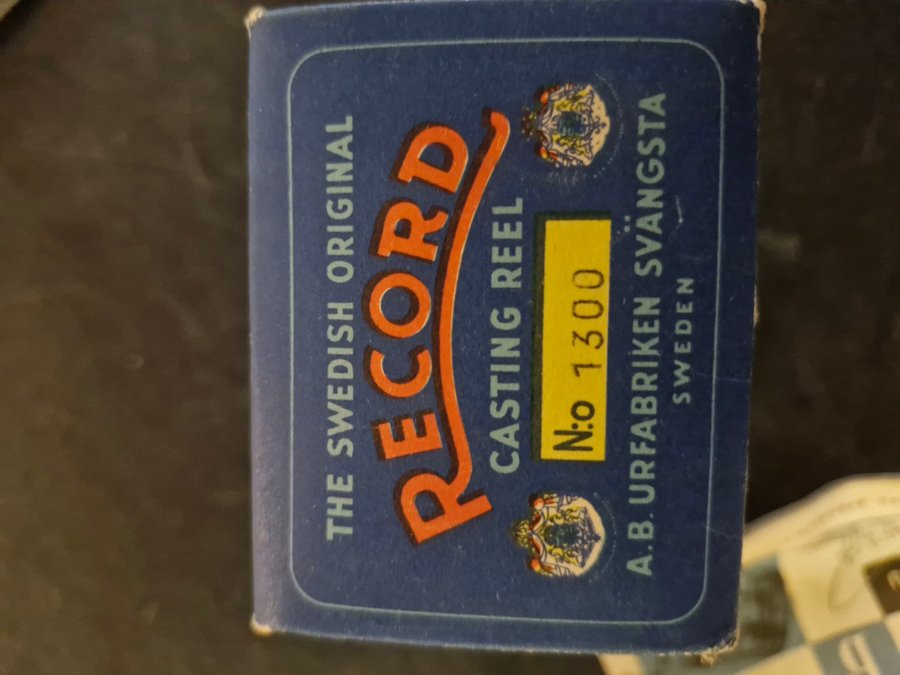 THE SWEDISH ORIGINAL
RECORD
CASTING REEL
N:o 1300
A.B. URFABRIKEN SVÄNGSTA
SWEDEN